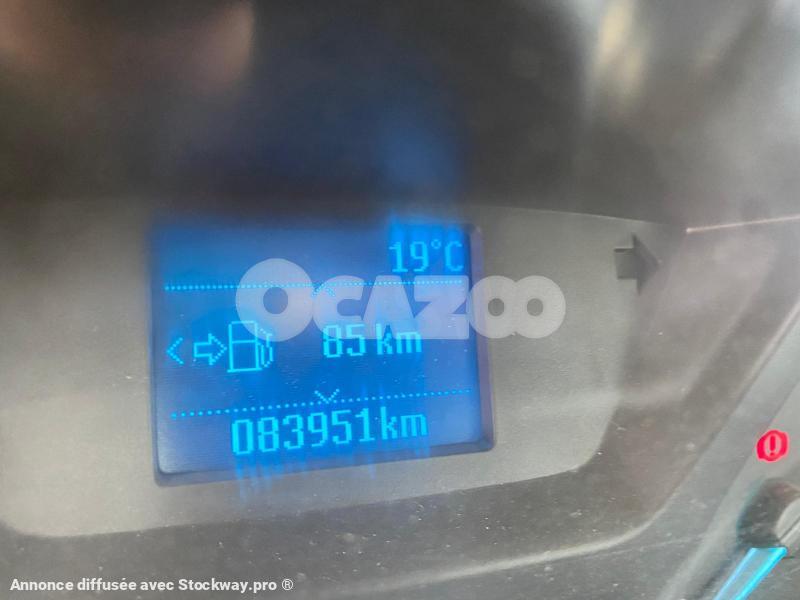 19°C
OCAZOO
85 km
083951km
Annonce diffusée avec Stockway.pro ®